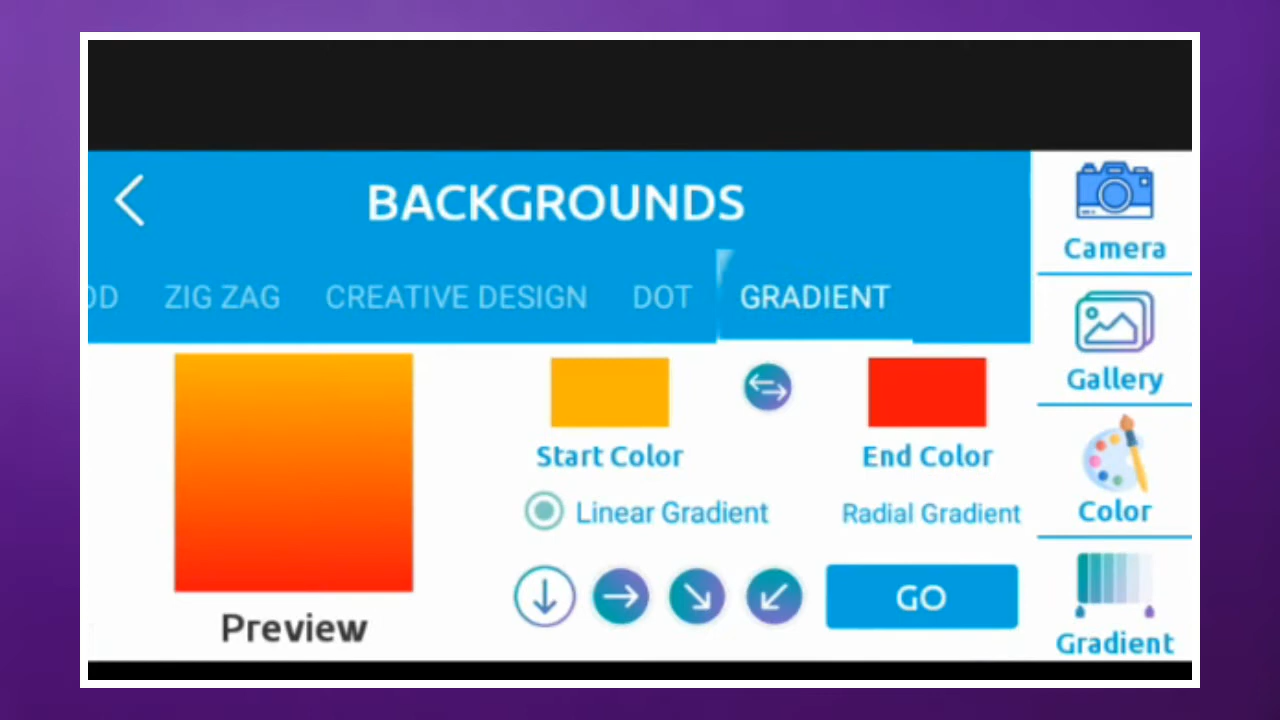 BACKGROUNDS
ZIG ZAG CREATIVE DESIGN DOT GRADIENT
Start Color End Color
Linear Gradient Radial Gradient
GO
Preview
Camera
Gallery
Color
Gradient